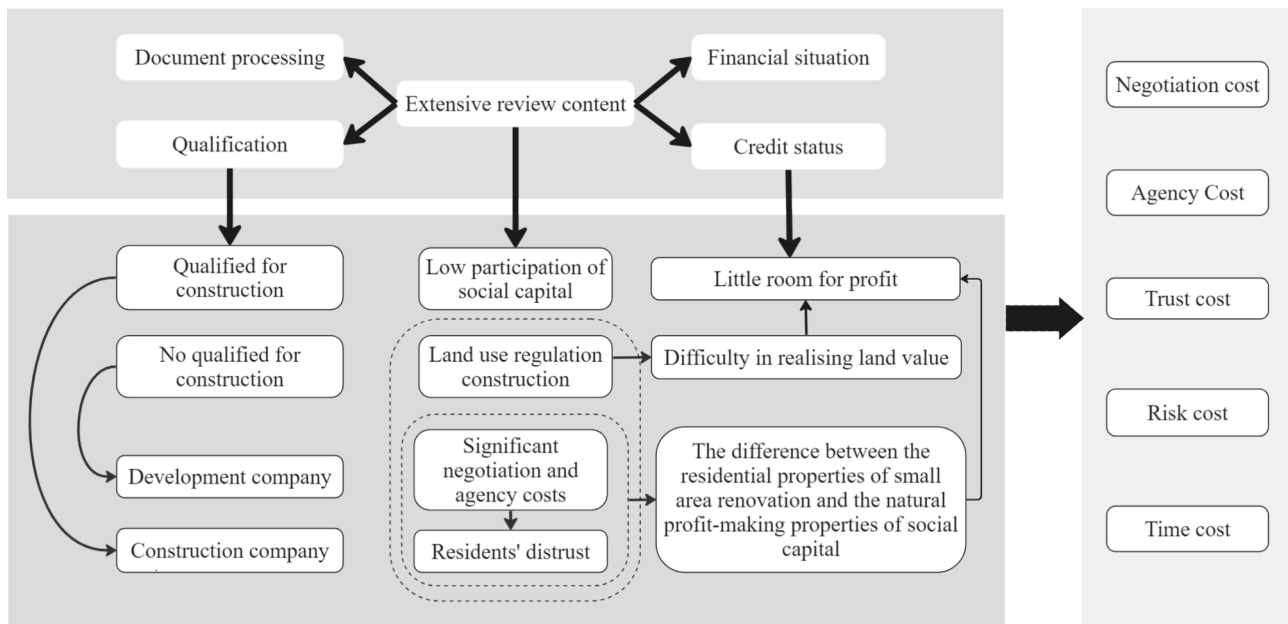 Document processing
Financial situation
Extensive review content
Qualification
Credit status
Qualified for
construction
Low participation of
social capital
Little room for profit
No qualified for
construction
Land use regulation
construction
Difficulty in realising land value
Significant
negotiation and
agency costs
The difference between the
residential properties of small
area renovation and the natural
profit-making properties of social
capital
Development company
Residents' distrust
Construction company
Negotiation cost
Agency Cost
Trust cost
Risk cost
Time cost